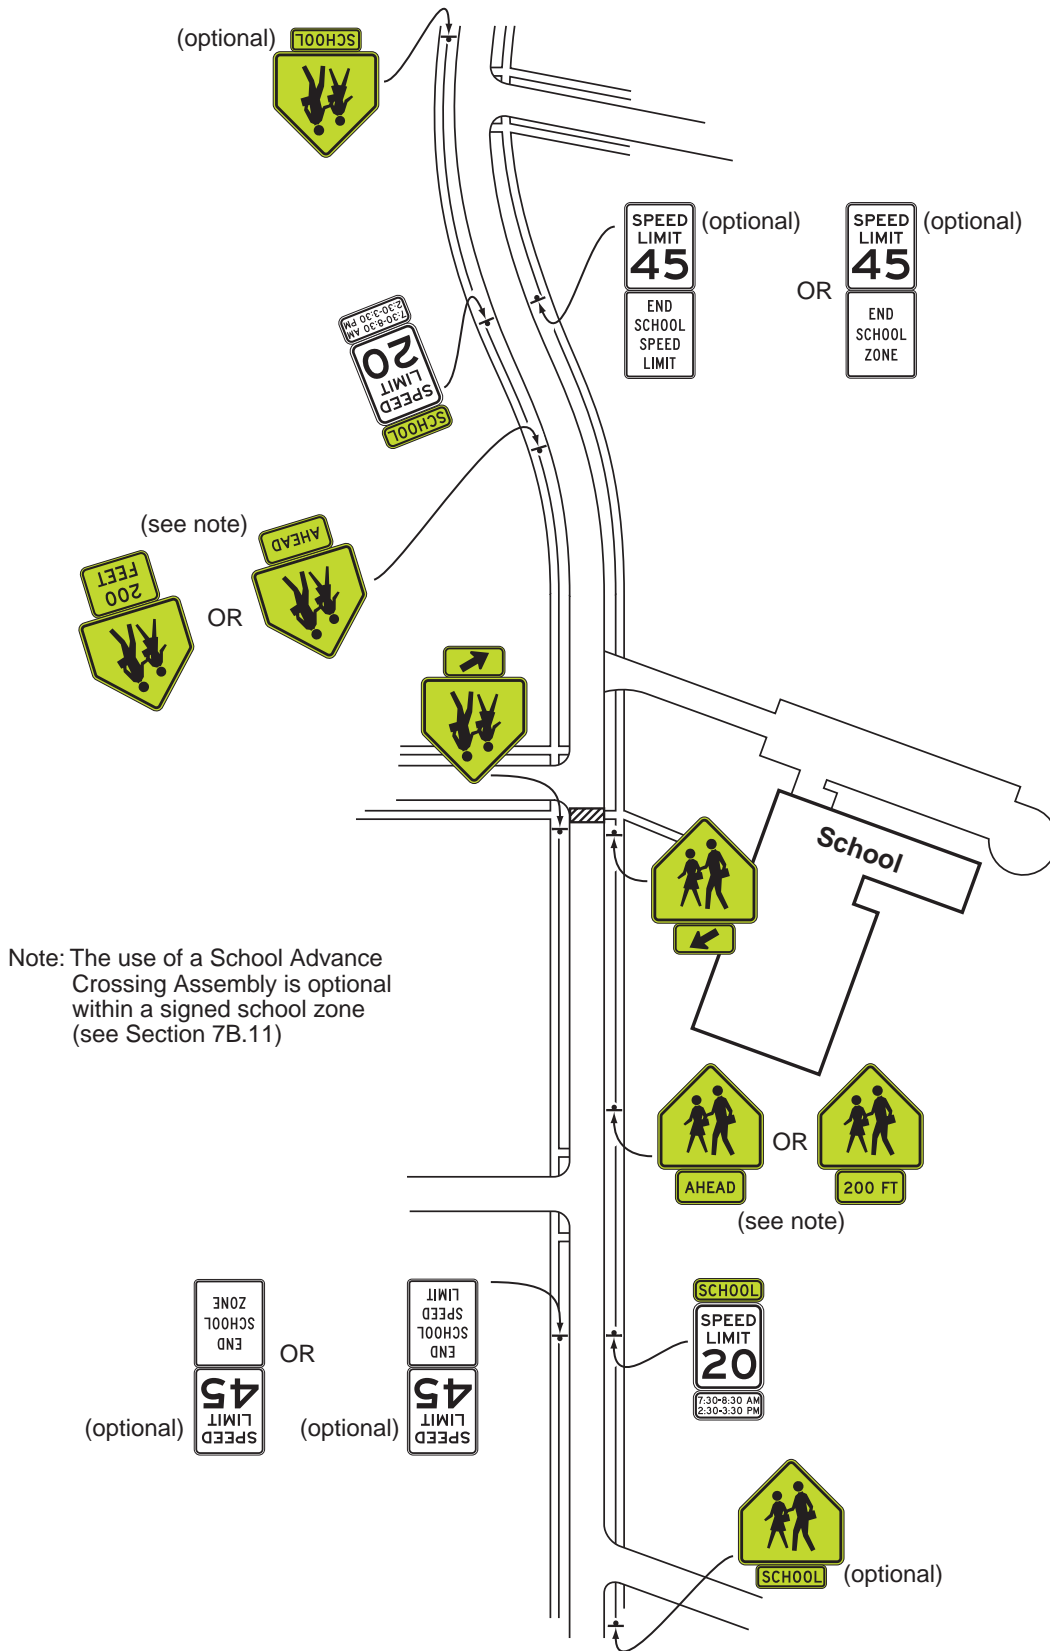 (optional)
SCHOOL
SPEED
LIMIT
45
(optional)
END
SCHOOL
SPEED
LIMIT
OR
SPEED
LIMIT
45
(optional)
END
SCHOOL
ZONE
SCHOOL
SPEED
LIMIT
20
7:30-8:30 AM
2:30-3:30 PM
(see note)
200
FEET
OR
AHEAD
School
Note: The use of a School Advance
Crossing Assembly is optional
within a signed school zone
(see Section 7B.11)
AHEAD
OR
200 FT
(see note)
SPEED
LIMIT
45
END
SCHOOL
ZONE
(optional)
OR
SPEED
LIMIT
45
END
SCHOOL
SPEED
LIMIT
(optional)
SCHOOL
SPEED
LIMIT
20
7:30-8:30 AM
2:30-3:30 PM
SCHOOL
(optional)